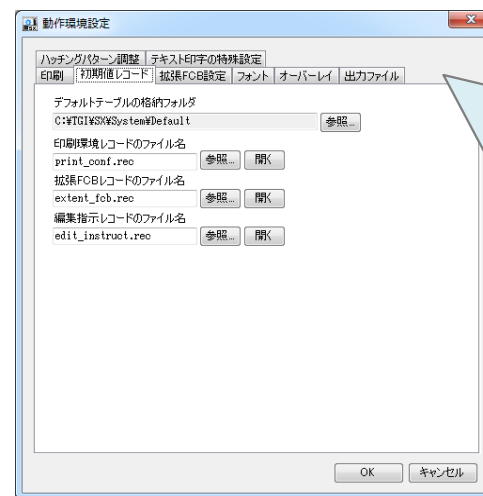 動作環境設定
ハッチングパターン調整 テキスト印字の特殊設定
印刷 初期値レコード 拡張FCB設定 フォント オーバーレイ 出力ファイル
デフォルトテーブルの格納フォルダ
C:¥TGI¥SX¥System¥Default 参照...
印刷環境レコードのファイル名
print_conf.rec 参照... 開く
拡張FCBレコードのファイル名
extent_fcb.rec 参照... 開く
編集指示レコードのファイル名
edit_instruct.rec 参照... 開く
OK キャンセル